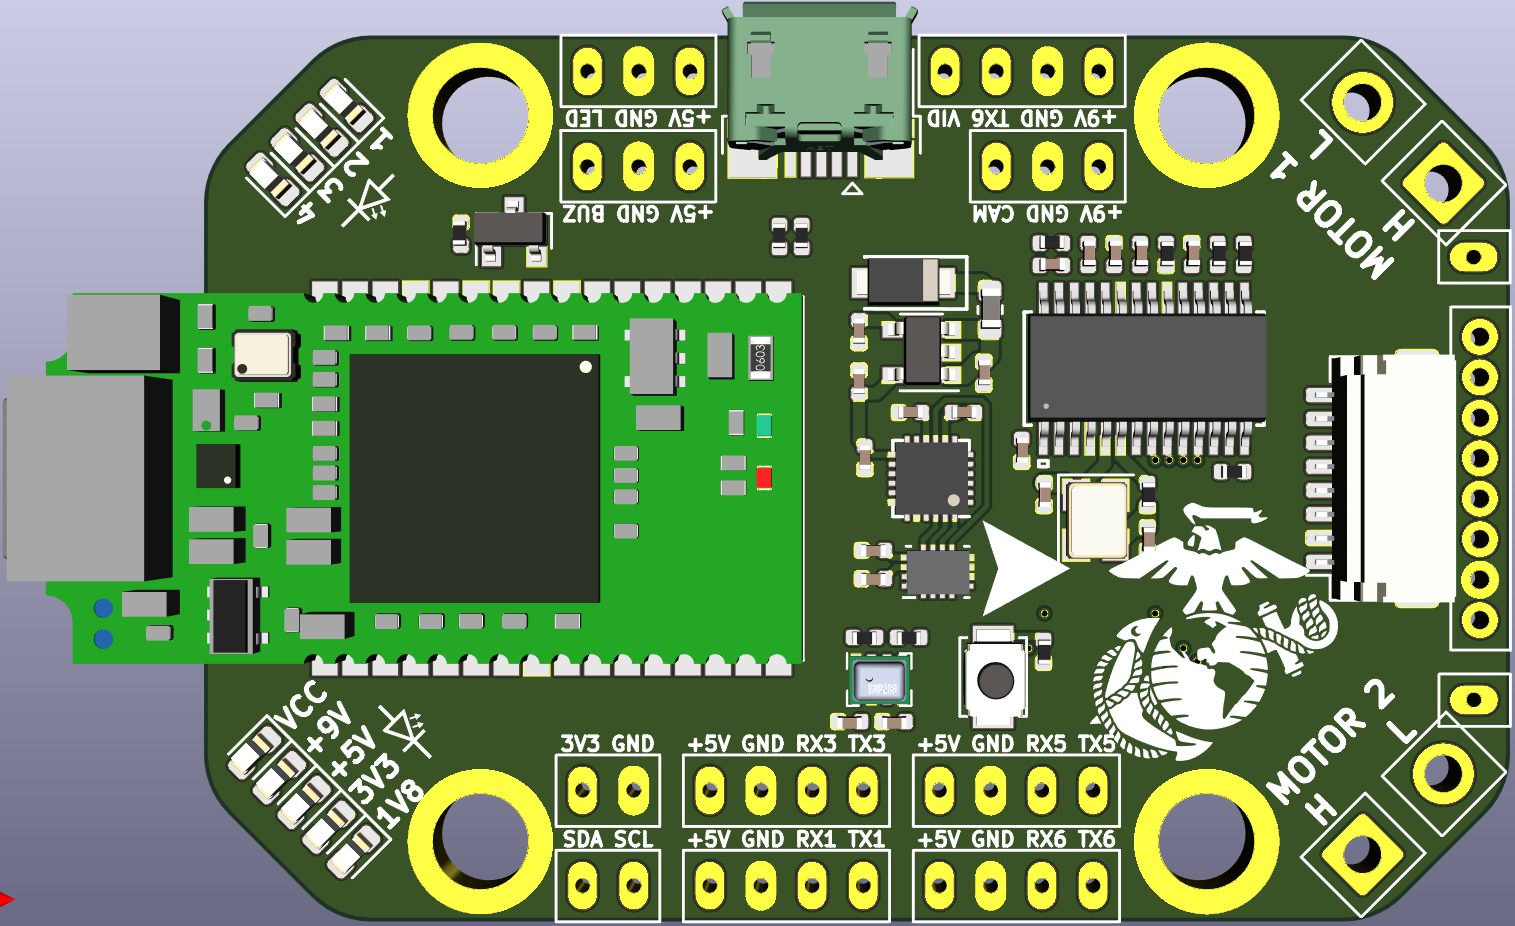 LED GND +5V
VID TX6 GND +9V
BUZ GND +5V
CAM GND +9V
1
2
3
4
L
MOTOR 1
H
0603
VCC
+9V
+5V
3V3
1V8
3V3 GND
+5V GND RX3 TX3
+5V GND RX5 TX5
SDA SCL
+5V GND RX1 TX1
+5V GND RX6 TX6
MOTOR 2
L
H